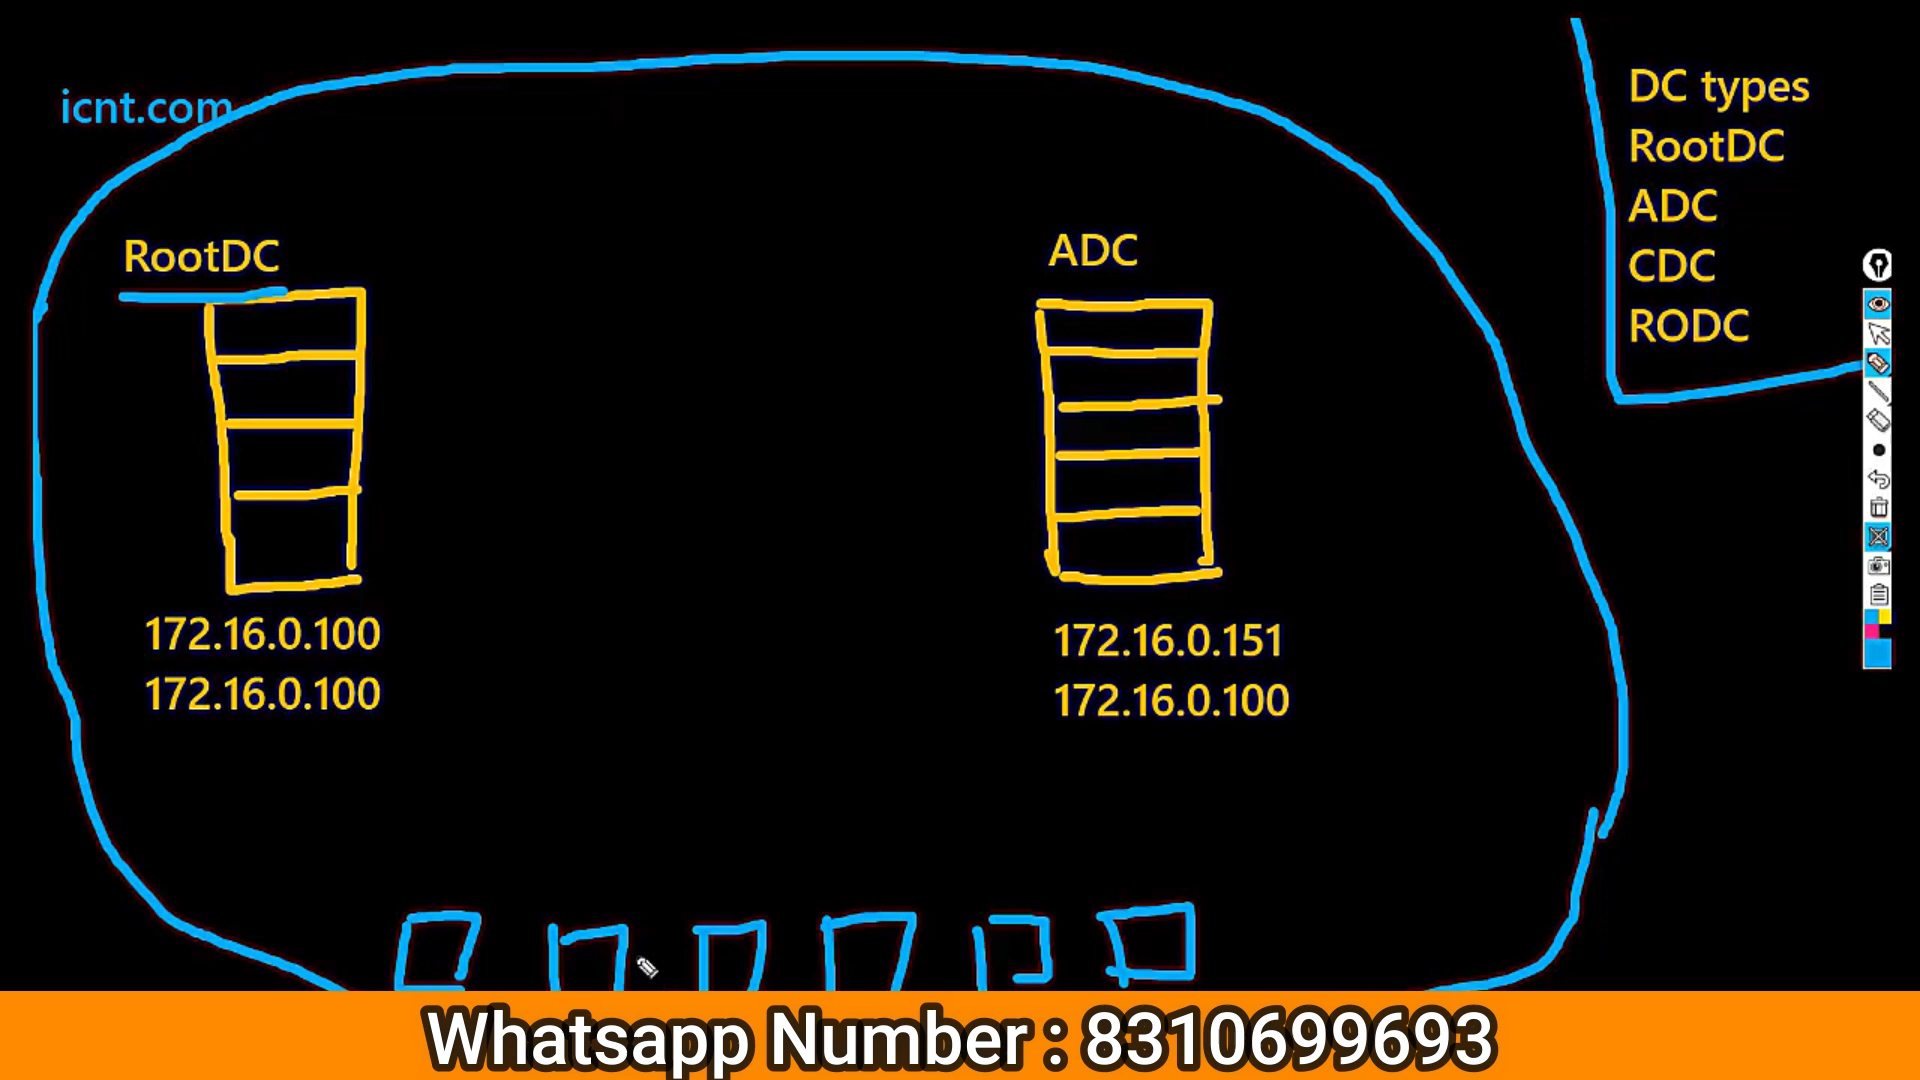 icnt.com
DC types
RootDC
ADC
CDC
RODC
RootDC
ADC
172.16.0.100
172.16.0.100
172.16.0.151
172.16.0.100
Whatsapp Number : 8310699693